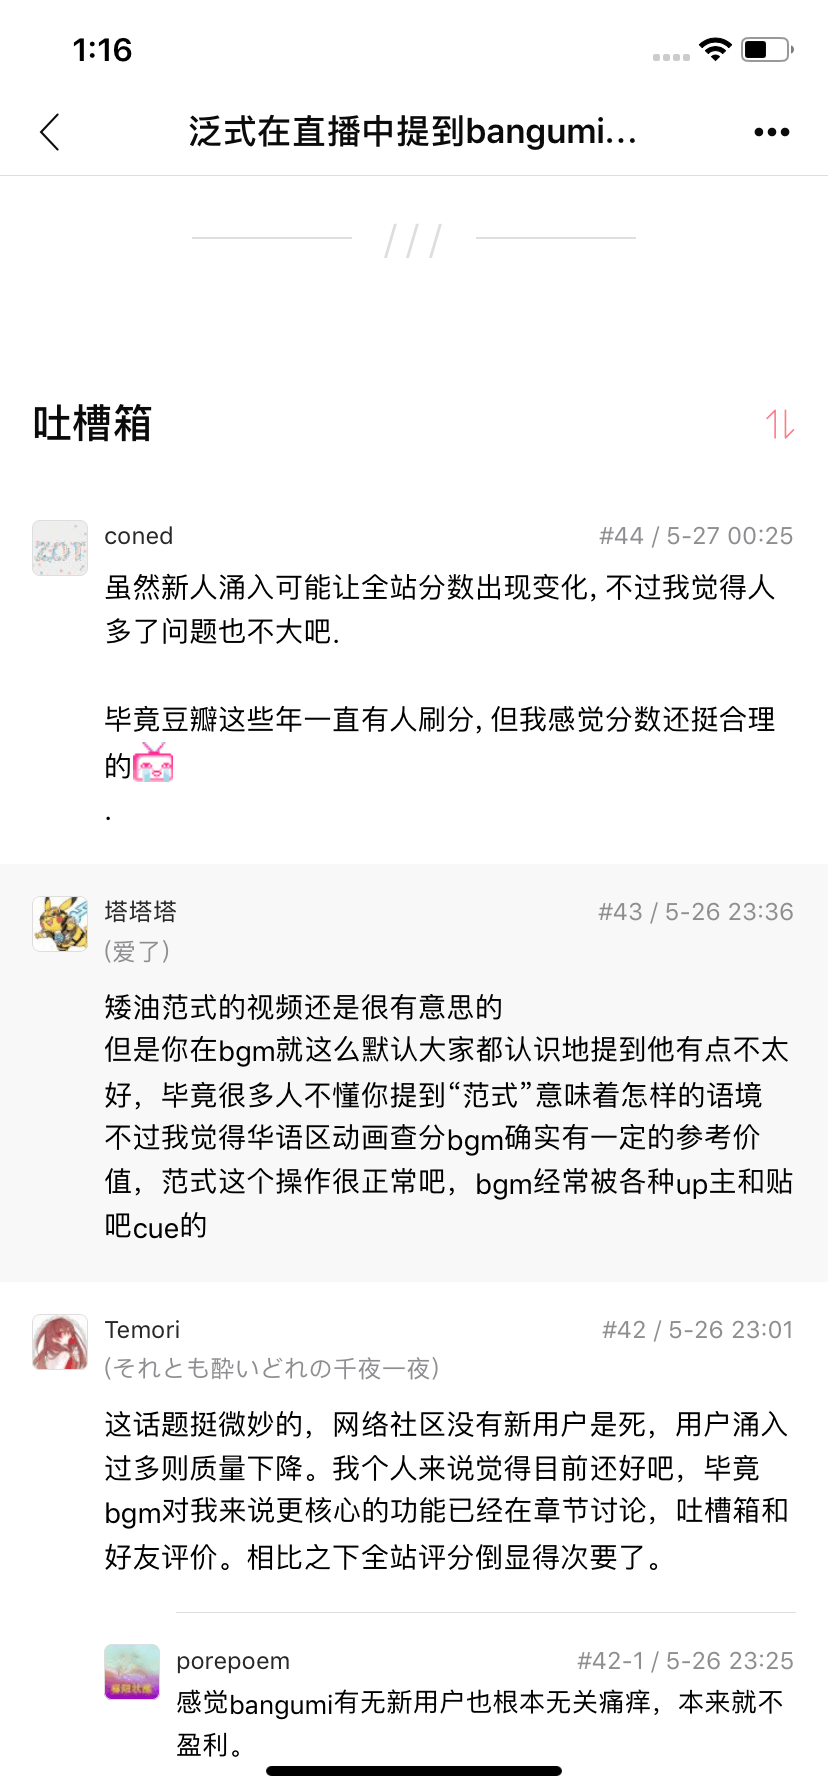 1:16
泛式在直播中提到bangumi...
吐槽箱
coned
#44 / 5-27 00:25
虽然新人涌入可能让全站分数出现变化, 不过我觉得人
多了问题也不大吧.
毕竟豆瓣这些年一直有人刷分, 但我感觉分数还挺合理
的
.
塔塔塔
#43 / 5-26 23:36
(爱了)
矮油范式的视频还是很有意思的
但是你在bgm就这么默认大家都认识地提到他有点不太
好，毕竟很多人不懂你提到“范式”意味着怎样的语境
不过我觉得华语区动画查分bgm确实有一定的参考价
值，范式这个操作很正常吧，bgm经常被各种up主和贴
吧cue的
Temori
#42 / 5-26 23:01
(それとも酔いどれの千夜一夜)
这话题挺微妙的，网络社区没有新用户是死，用户涌入
过多则质量下降。我个人来说觉得目前还好吧，毕竟
bgm对我来说更核心的功能已经在章节讨论，吐槽箱和
好友评价。相比之下全站评分倒显得次要了。
porepoem
#42-1 / 5-26 23:25
感觉bangumi有无新用户也根本无关痛痒，本来就不
盈利。